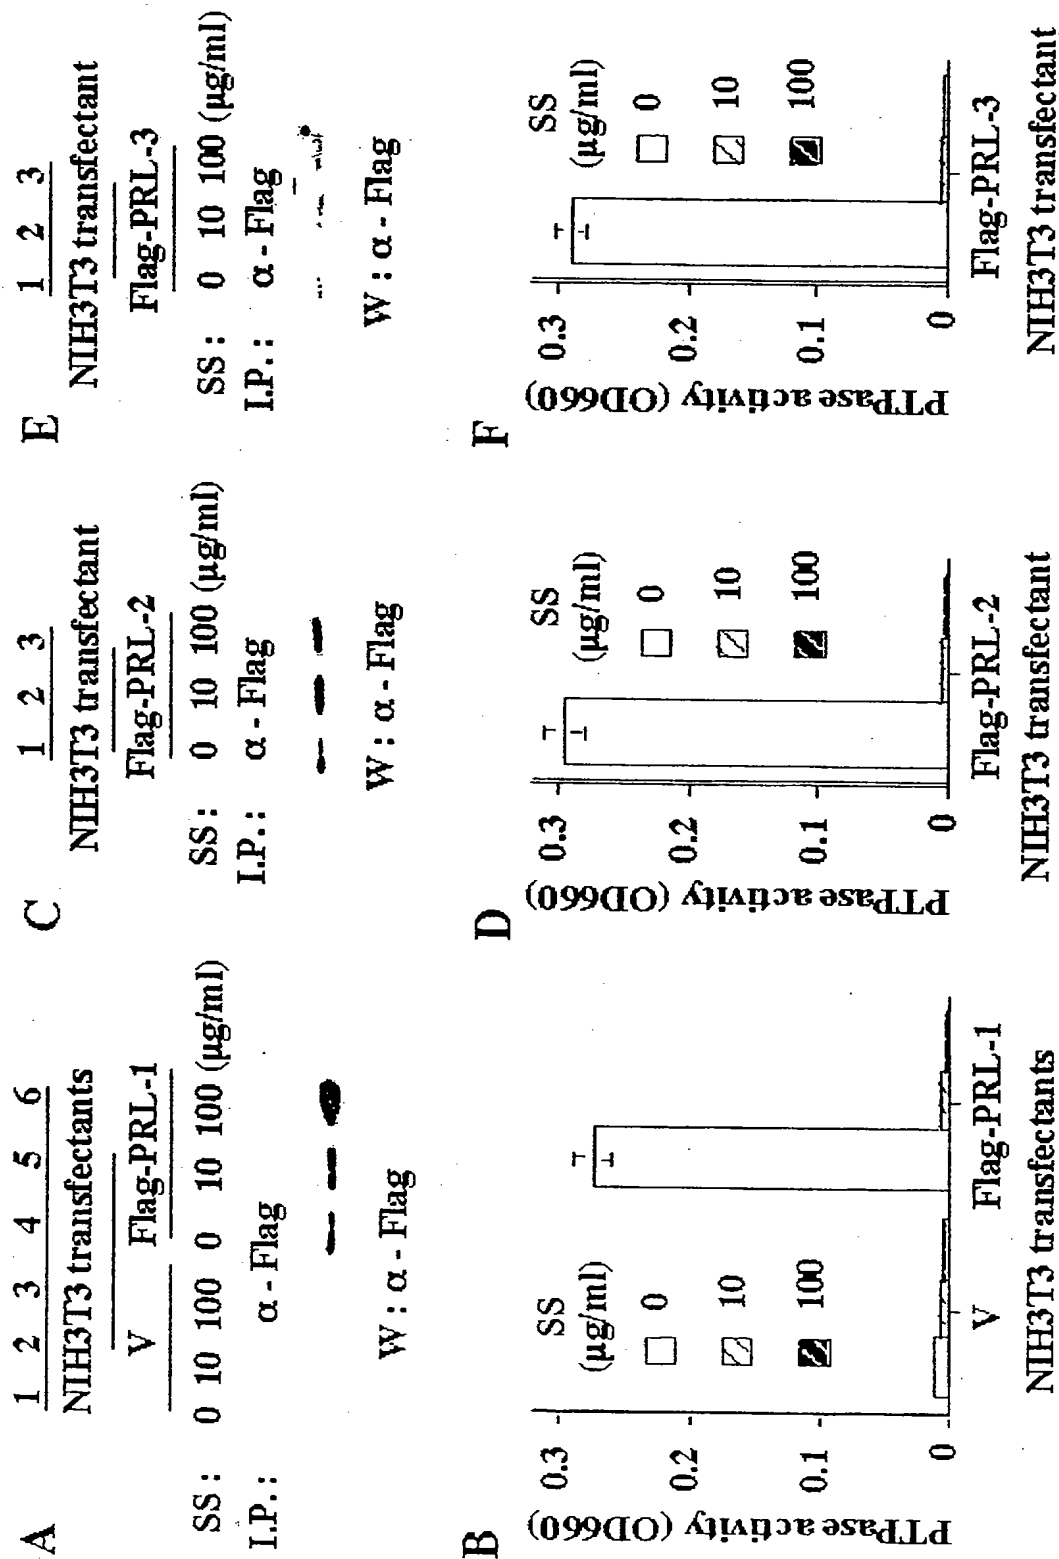 A
1 2 3 4 5 6
NIH3T3 transfectants
V Flag-PRL-1
SS : 0 10 100 0 10 100 (µg/ml)
I.P. : α - Flag
W : α - Flag
C
1 2 3
NIH3T3 transfectant
Flag-PRL-2
SS : 0 10 100 (µg/ml)
I.P. : α - Flag
W : α - Flag
E
1 2 3
NIH3T3 transfectant
Flag-PRL-3
SS : 0 10 100 (µg/ml)
I.P. : α - Flag
W : α - Flag
B
PTPase activity (OD660)
0.3
0.2
0.1
0
SS
(µg/ml)
0
10
100
V Flag-PRL-1
NIH3T3 transfectants
D
PTPase activity (OD660)
0.3
0.2
0.1
0
SS
(µg/ml)
0
10
100
Flag-PRL-2
NIH3T3 transfectant
F
PTPase activity (OD660)
0.3
0.2
0.1
0
SS
(µg/ml)
0
10
100
Flag-PRL-3
NIH3T3 transfectant